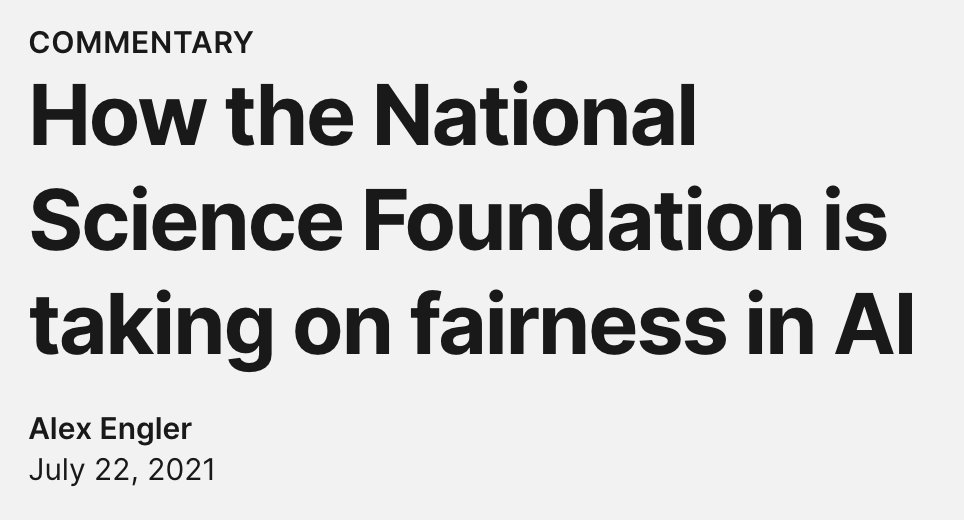 COMMENTARY
How the National
Science Foundation is
taking on fairness in AI
Alex Engler
July 22, 2021